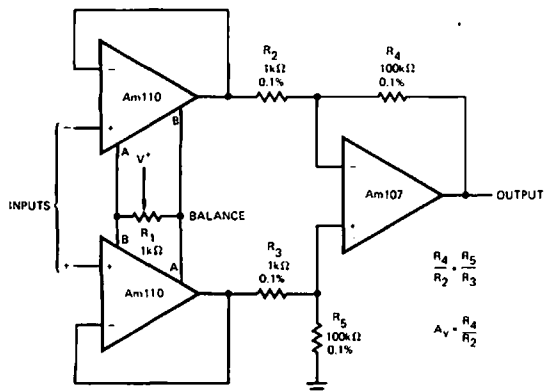 R2
1kΩ
0.1%
R4
100kΩ
0.1%
−
Am110
+
B
A
−
V+
−
Am107
+
OUTPUT
INPUTS
BALANCE
R1
1kΩ
B
A
+
+
Am110
−
R3
1kΩ
0.1%
R5
100kΩ
0.1%
R4/R2 = R5/R3
AV = R4/R2